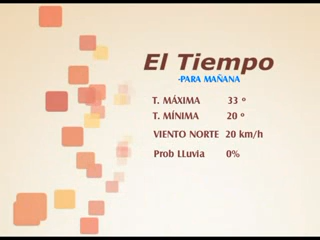 El Tiempo
-PARA MAÑANA
T. MÁXIMA 33 º
T. MÍNIMA 20 º
VIENTO NORTE 20 km/h
Prob LLuvia 0%